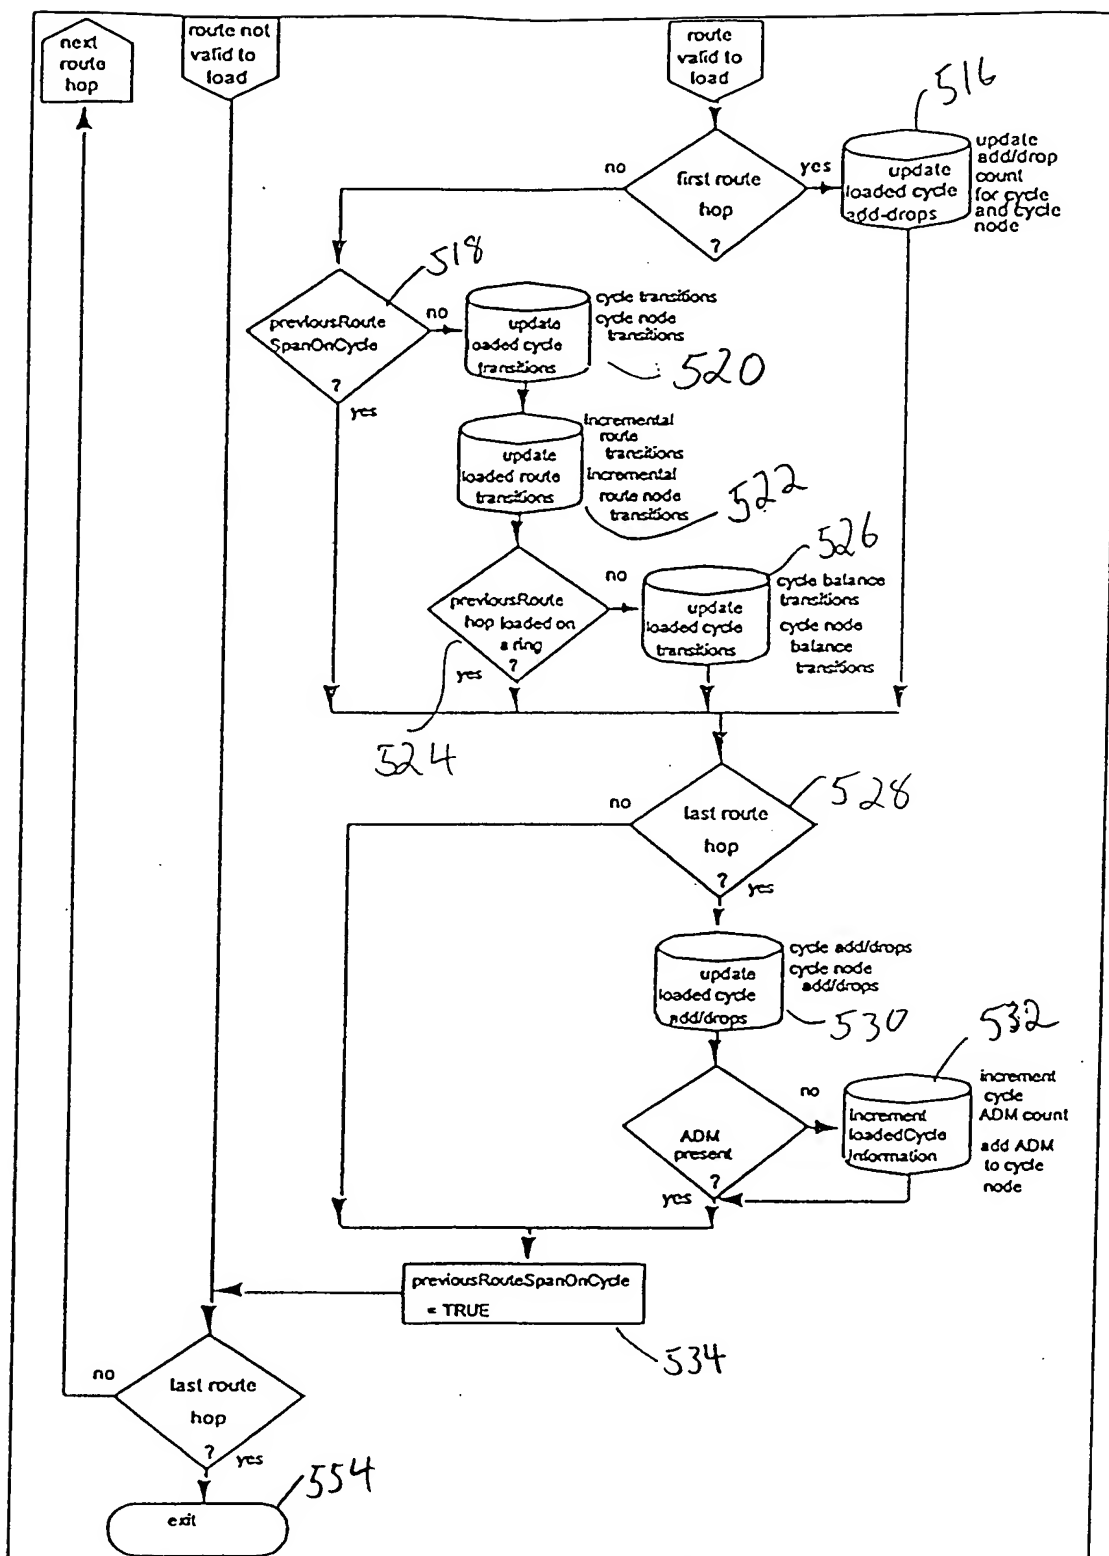 next
route
hop
route not
valid to
load
route
valid to
load
516
first route
hop
?
no
yes
update
loaded cycle
add-drops
update
add/drop
count
for cycle
and cycle
node
518
previousRoute
SpanOnCycle
?
no
yes
update
loaded cycle
transitions
cycle transitions
cycle node
transitions
520
update
loaded route
transitions
Incremental
route
transitions
Incremental
route node
transitions
522
previousRoute
hop loaded on
a ring
?
no
yes
524
526
update
loaded cycle
transitions
cycle balance
transitions
cycle node
balance
transitions
528
last route
hop
?
no
yes
update
loaded cycle
add/drops
cycle add/drops
cycle node
add/drops
530
ADM
present
?
no
yes
532
Increment
loadedCycle
Information
increment
cycle
ADM count
add ADM
to cycle
node
previousRouteSpanOnCycle
= TRUE
534
last route
hop
?
no
yes
554
exit